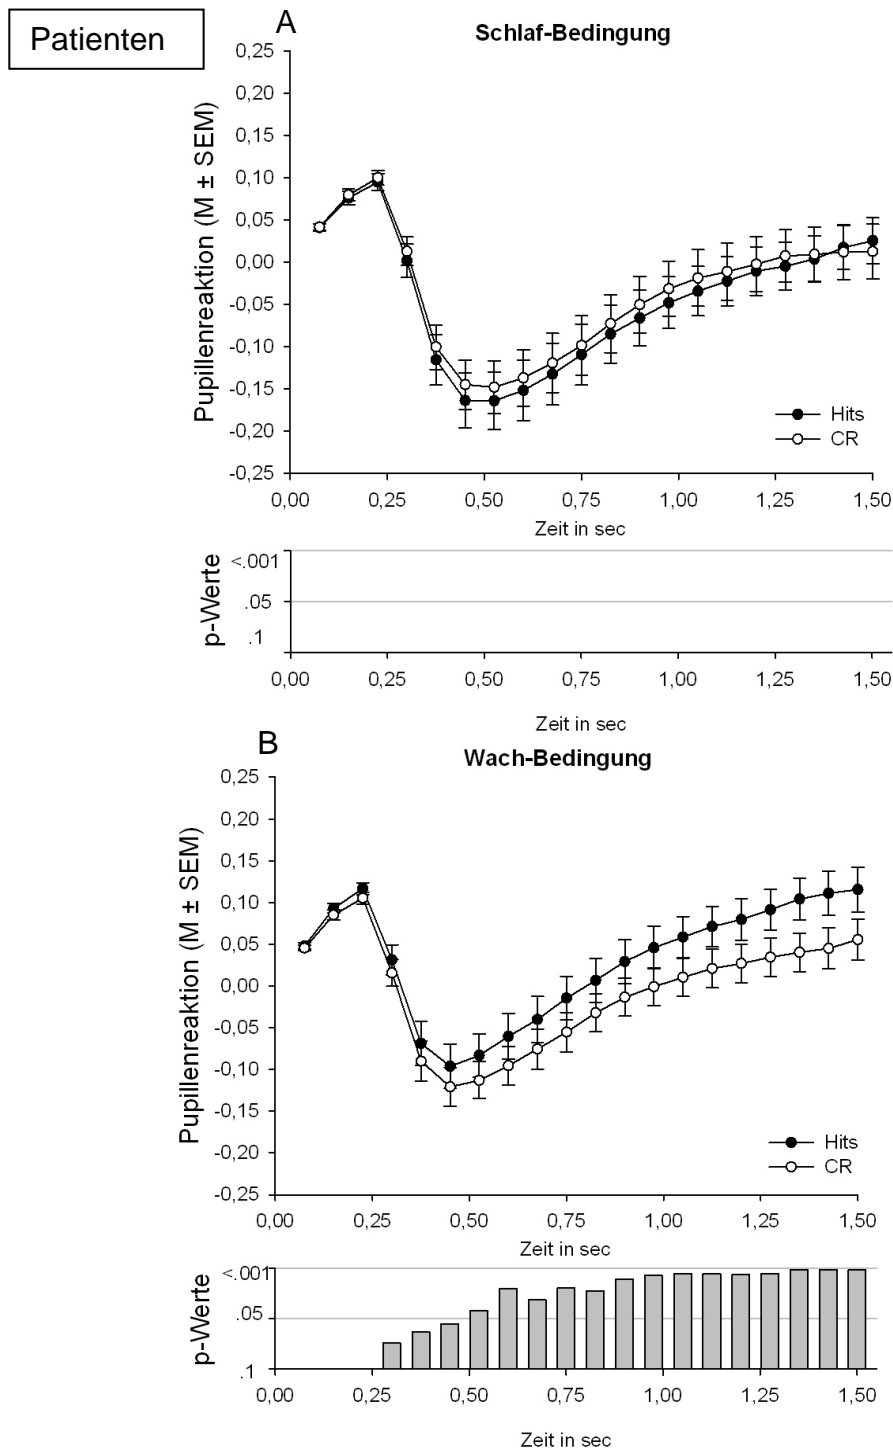 Patienten
A
Schlaf-Bedingung
Pupillenreaktion (M ± SEM)
0,25
0,20
0,15
0,10
0,05
0,00
-0,05
-0,10
-0,15
-0,20
-0,25
Hits
CR
0,00 0,25 0,50 0,75 1,00 1,25 1,50
Zeit in sec
p-Werte
<.001
.05
.1
0,00 0,25 0,50 0,75 1,00 1,25 1,50
Zeit in sec
B
Wach-Bedingung
Pupillenreaktion (M ± SEM)
0,25
0,20
0,15
0,10
0,05
0,00
-0,05
-0,10
-0,15
-0,20
-0,25
Hits
CR
0,00 0,25 0,50 0,75 1,00 1,25 1,50
Zeit in sec
p-Werte
<.001
.05
.1
0,00 0,25 0,50 0,75 1,00 1,25 1,50
Zeit in sec